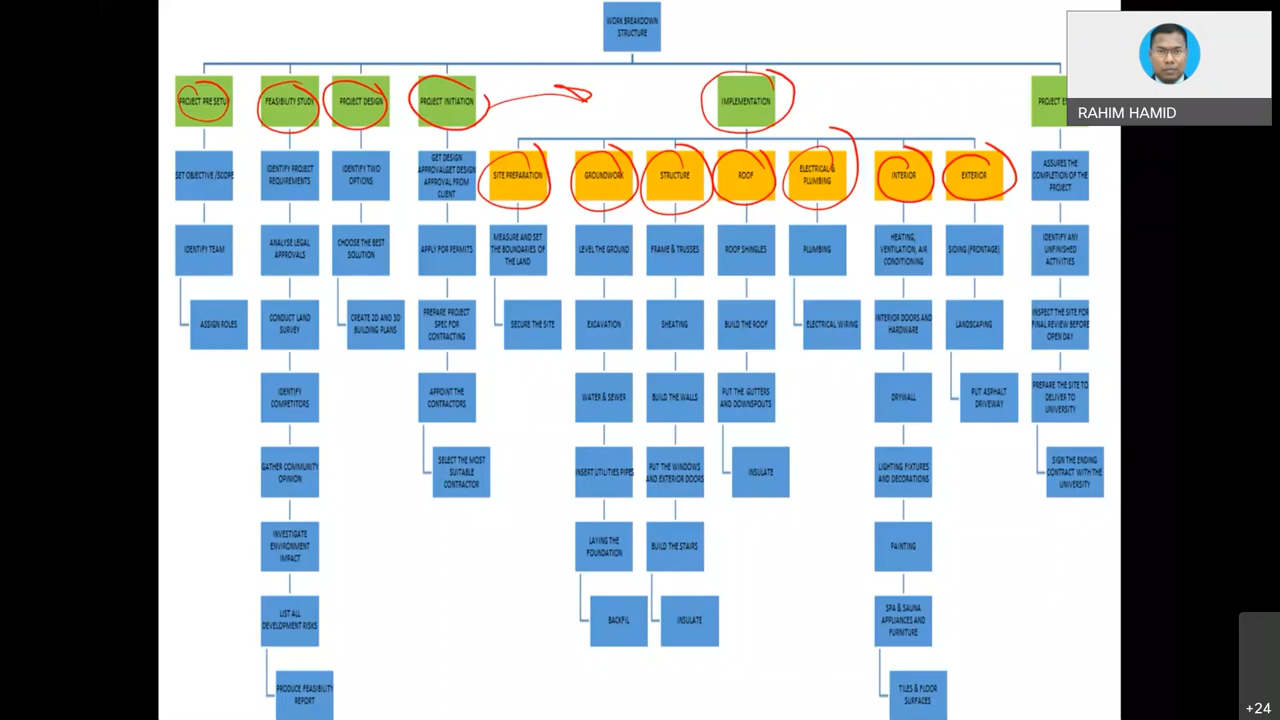 WORK BREAKDOWN
STRUCTURE
RAHIM HAMID
PROJECT PRE SETUP
FEASIBILITY STUDY
PROJECT DESIGN
PROJECT INITIATION
IMPLEMENTATION
PROJECT
SET OBJECTIVE /SCOPE
IDENTIFY PROJECT
REQUIREMENTS
IDENTIFY TWO
OPTIONS
GET DESIGN
APPROVALGET DESIGN
APPROVAL FROM
CLIENT
SITE PREPARATION
GROUNDWORK
STRUCTURE
ROOF
ELECTRICAL &
PLUMBING
INTERIOR
EXTERIOR
ASSURES THE
COMPLETION OF THE
PROJECT
IDENTIFY TEAM
ANALYSE LEGAL
APPROVALS
CHOOSE THE BEST
SOLUTION
APPLY FOR PERMITS
MEASURE AND SET
THE BOUNDARIES OF
THE LAND
LEVEL THE GROUND
FRAME & TRUSSES
ROOF SHINGLES
PLUMBING
HEATING,
VENTILATION, AIR
CONDITIONING
SIDING (FRONTAGE)
IDENTIFY ANY
UNFINISHED
ACTIVITIES
ASSIGN ROLES
CONDUCT LAND
SURVEY
CREATE 2D AND 3D
BUILDING PLANS
PREPARE PROJECT
SPEC FOR
CONTRACTING
SECURE THE SITE
EXCAVATION
SHEATING
BUILD THE ROOF
ELECTRICAL WIRING
INTERIOR DOORS AND
HARDWARE
LANDSCAPING
INSPECT THE SITE FOR
FINAL REVIEW BEFORE
OPEN DAY
IDENTIFY
COMPETITORS
APPOINT THE
CONTRACTORS
WATER & SEWER
BUILD THE WALLS
PUT THE GUTTERS
AND DOWNSPOUTS
DRYWALL
PUT ASPHALT
DRIVEWAY
PREPARE THE SITE TO
DELIVER TO
UNIVERSITY
GATHER COMMUNITY
OPINION
SELECT THE MOST
SUITABLE
CONTRACTOR
INSERT UTILITIES PIPES
PUT THE WINDOWS
AND EXTERIOR DOORS
INSULATE
LIGHTING FIXTURES
AND DECORATIONS
SIGN THE ENDING
CONTRACT WITH THE
UNIVERSITY
INVESTIGATE
ENVIRONMENT
IMPACT
LAYING THE
FOUNDATION
BUILD THE STAIRS
PAINTING
LIST ALL
DEVELOPMENT RISKS
BACKFIL
INSULATE
SPA & SAUNA
APPLIANCES AND
FURNITURE
PRODUCE FEASIBILITY
REPORT
TILES & FLOOR
SURFACES
+24